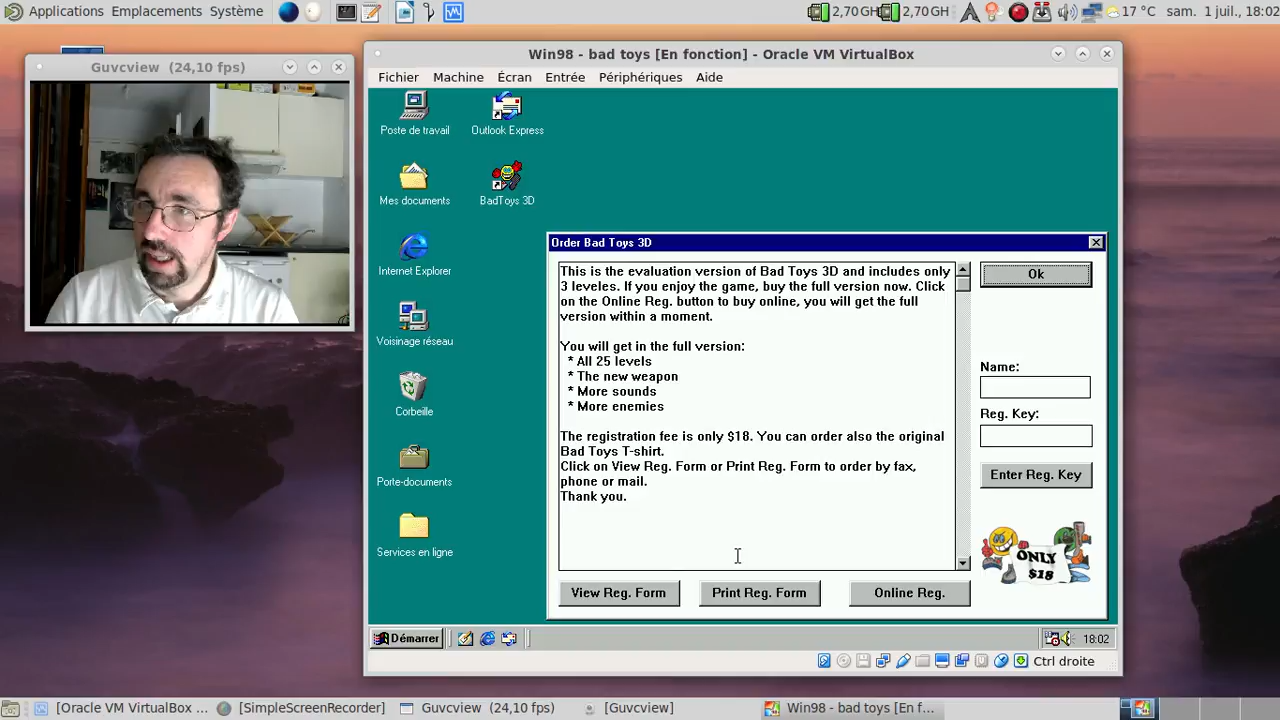 Applications Emplacements Système
2,70 GH 2,70 GH 17 °C sam. 1 juil., 18:02
Guvcview (24,10 fps)
Win98 - bad toys [En fonction] - Oracle VM VirtualBox
Fichier Machine Écran Entrée Périphériques Aide
Poste de travail
Outlook Express
Mes documents
BadToys 3D
Internet Explorer
Voisinage réseau
Corbeille
Porte-documents
Services en ligne
Order Bad Toys 3D
This is the evaluation version of Bad Toys 3D and includes only
3 leveles. If you enjoy the game, buy the full version now. Click
on the Online Reg. button to buy online, you will get the full
version within a moment.
You will get in the full version:
* All 25 levels
* The new weapon
* More sounds
* More enemies
The registration fee is only $18. You can order also the original
Bad Toys T-shirt.
Click on View Reg. Form or Print Reg. Form to order by fax,
phone or mail.
Thank you.
Ok
Name:
Reg. Key:
Enter Reg. Key
ONLY
$18
View Reg. Form
Print Reg. Form
Online Reg.
Démarrer
18:02
Ctrl droite
[Oracle VM VirtualBox ... [SimpleScreenRecorder] Guvcview (24,10 fps) [Guvcview] Win98 - bad toys [En f...